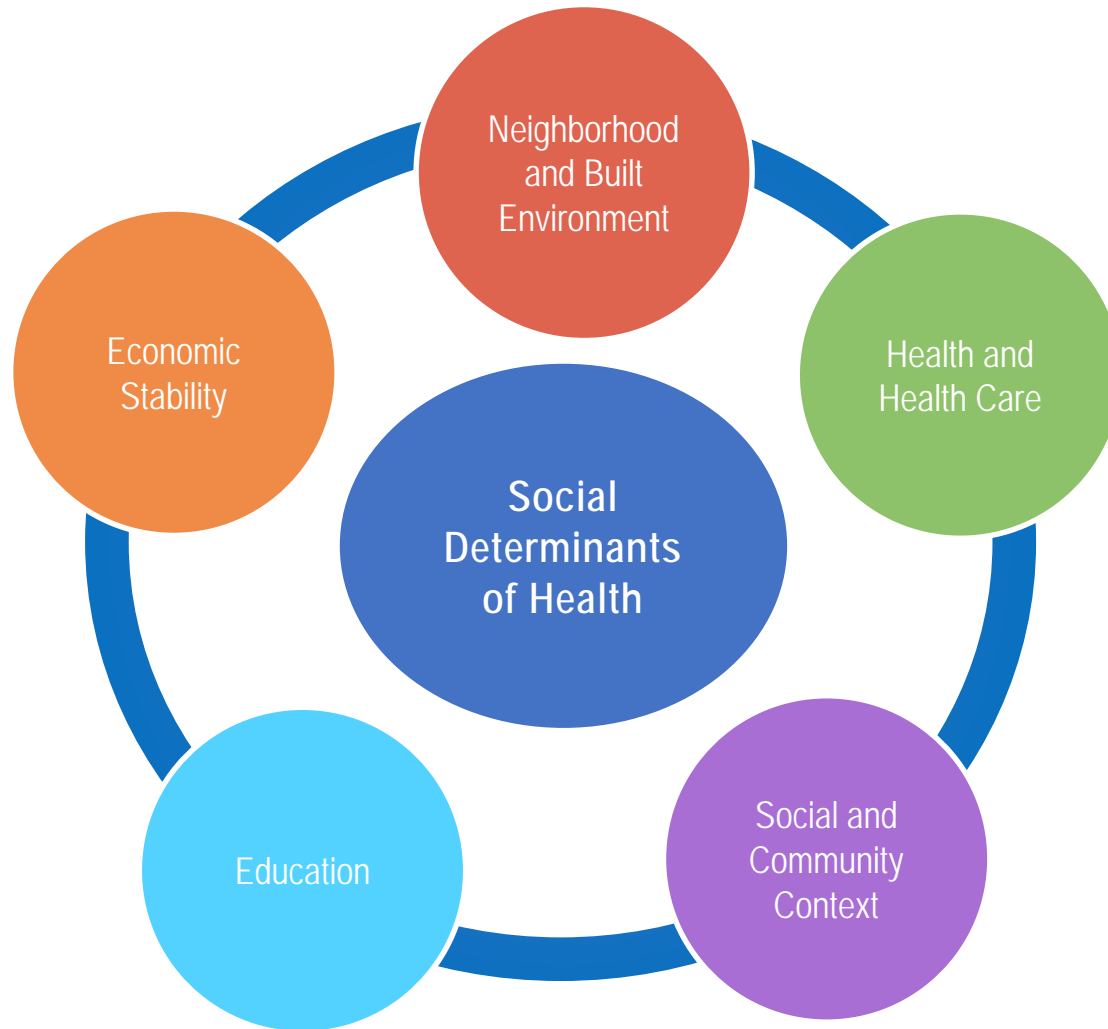 Neighborhood
and Built
Environment
Economic
Stability
Health and
Health Care
Social
Determinants
of Health
Education
Social and
Community
Context